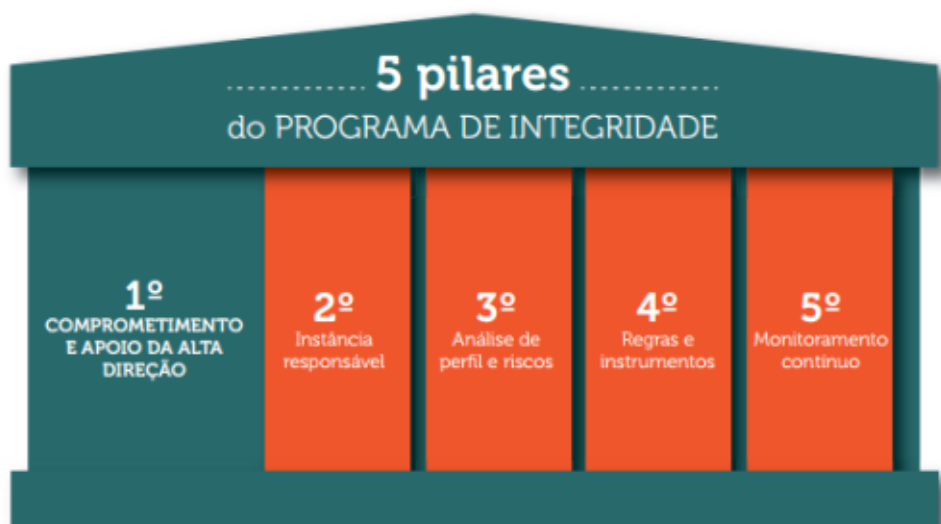 5 pilares
do PROGRAMA DE INTEGRIDADE
1º
COMPROMETIMENTO
E APOIO DA ALTA
DIREÇÃO
2º
Instância
responsável
3º
Análise de
perfil e riscos
4º
Regras e
instrumentos
5º
Monitoramento
contínuo